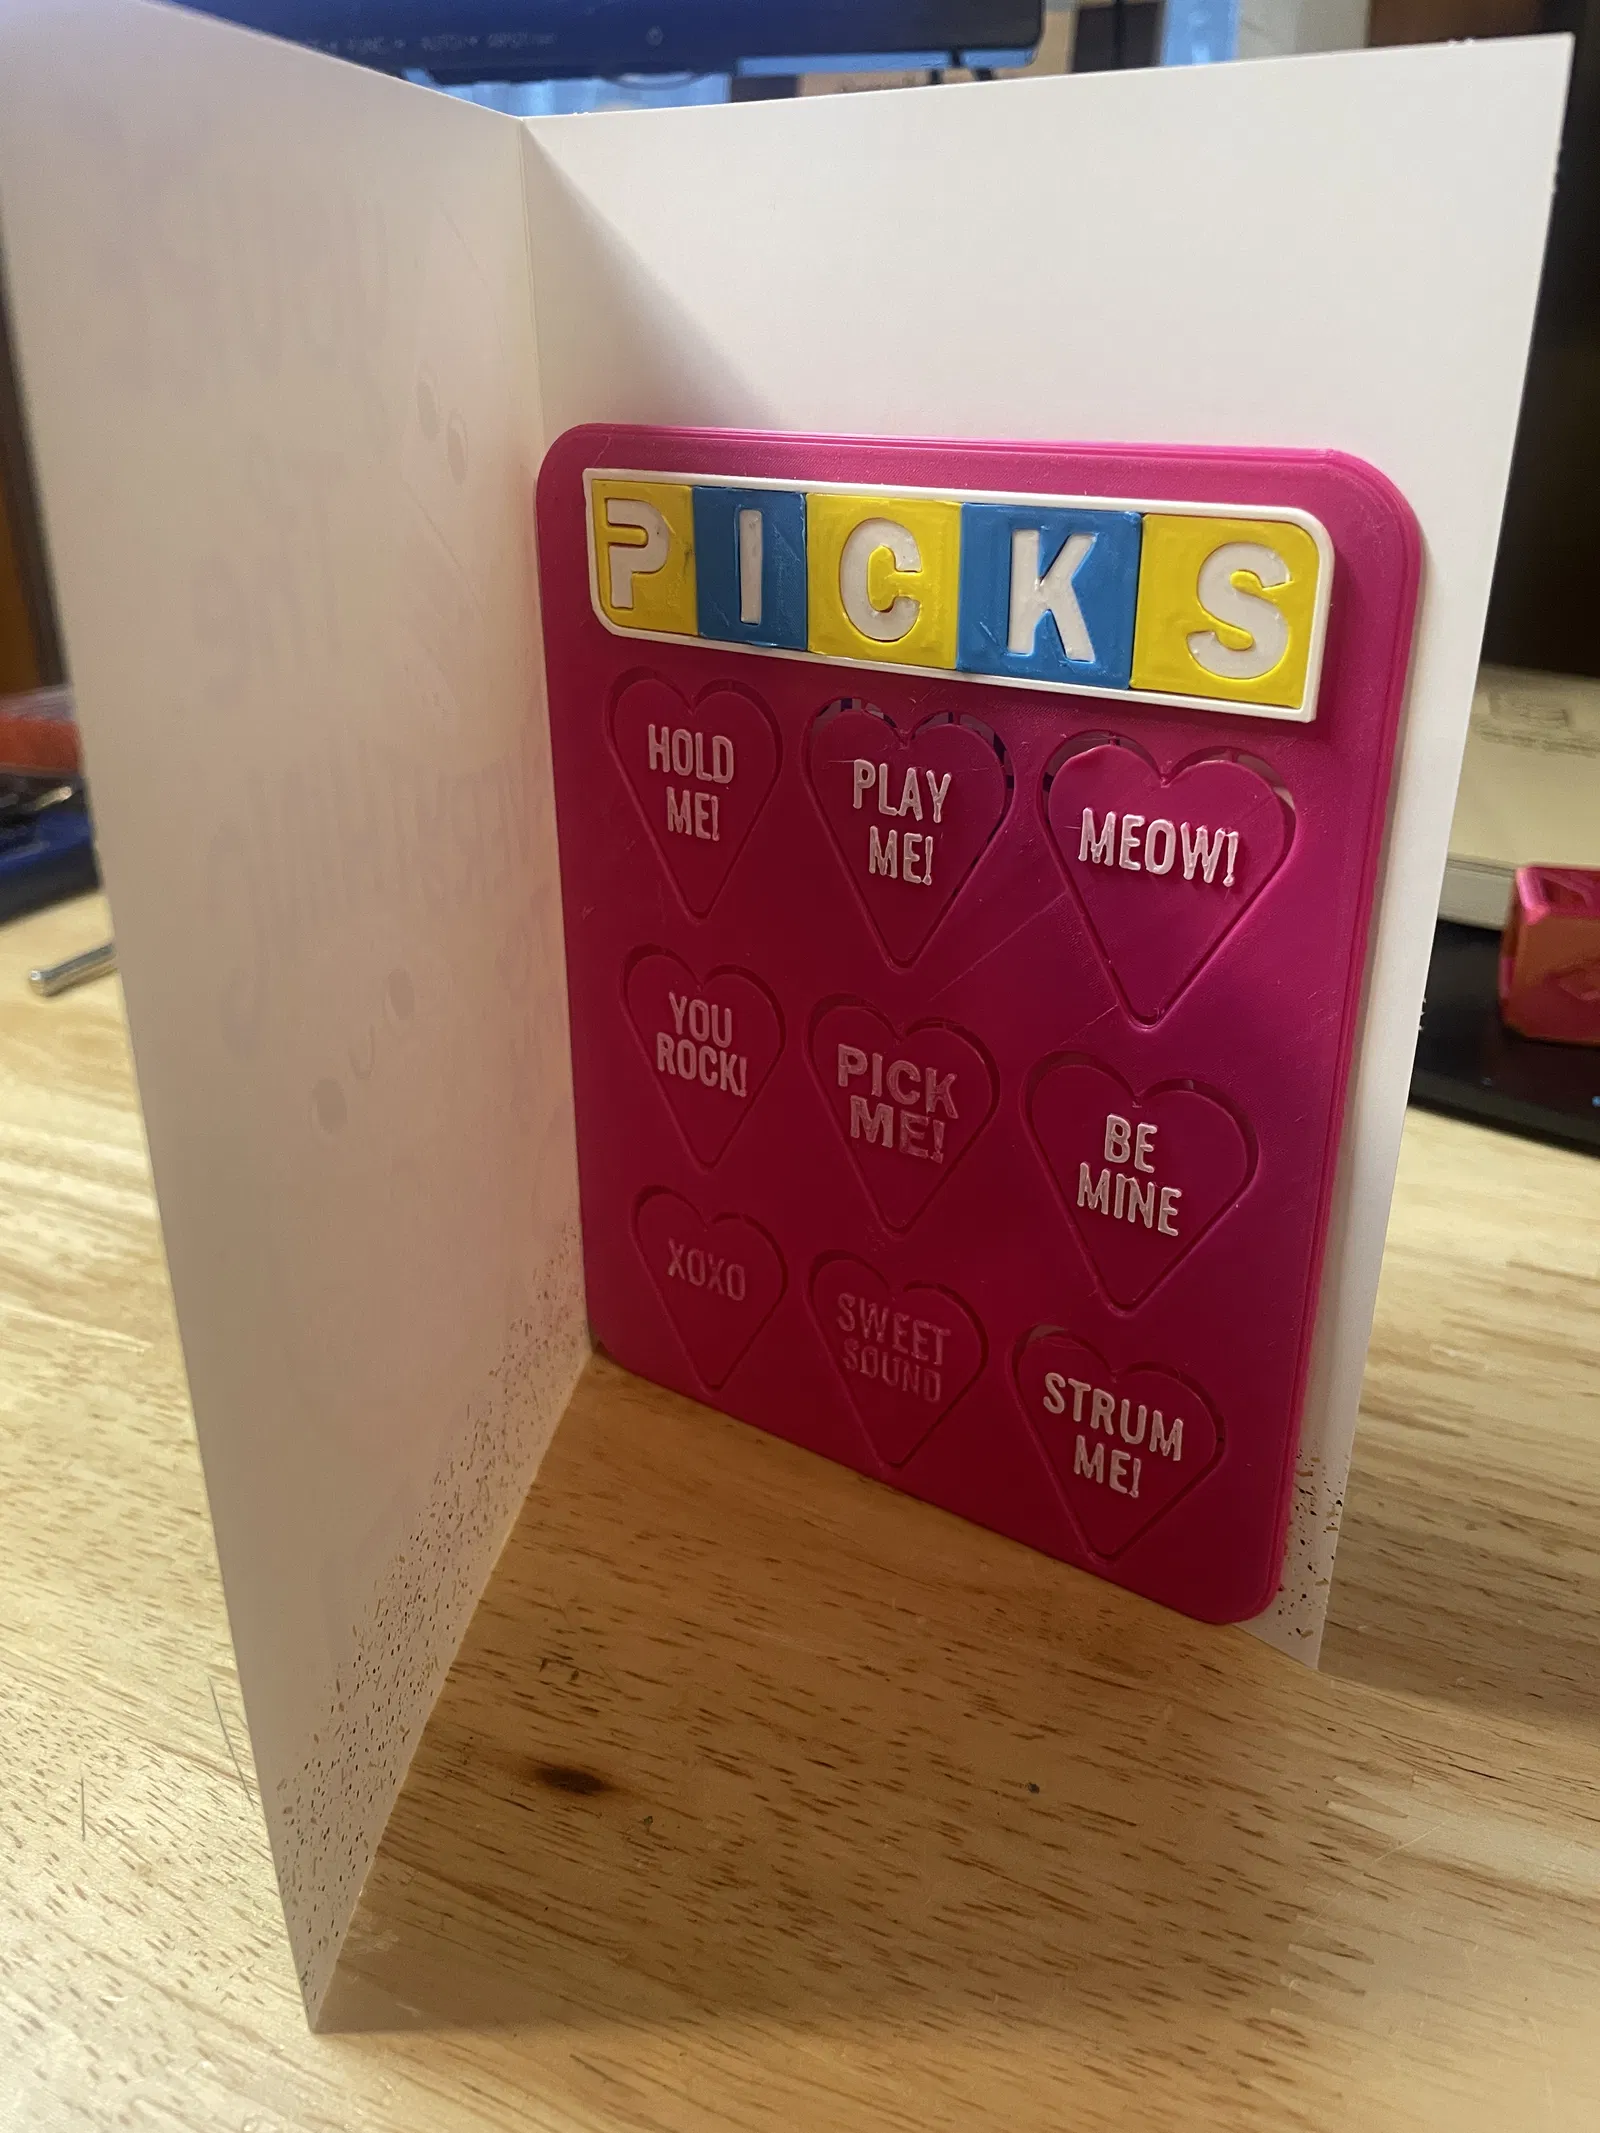 PICKS
HOLD
ME!
PLAY
ME!
MEOW!
YOU
ROCK!
PICK
ME!
BE
MINE
XOXO
SWEET
SOUND
STRUM
ME!